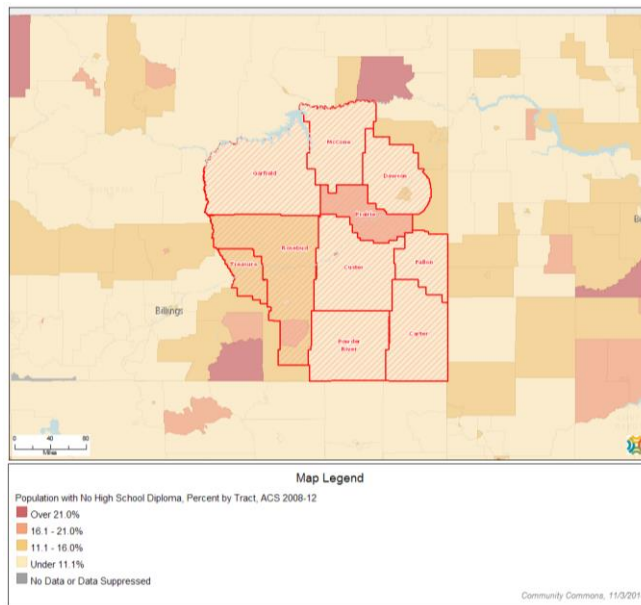 McCone
Garfield
Dawson
Prairie
Rosebud
Treasure
Custer
Fallon
Billings
Powder
River
Carter
0 40 80
Miles
Map Legend
Population with No High School Diploma, Percent by Tract, ACS 2008-12
Over 21.0%
16.1 - 21.0%
11.1 - 16.0%
Under 11.1%
No Data or Data Suppressed
Community Commons, 11/3/201